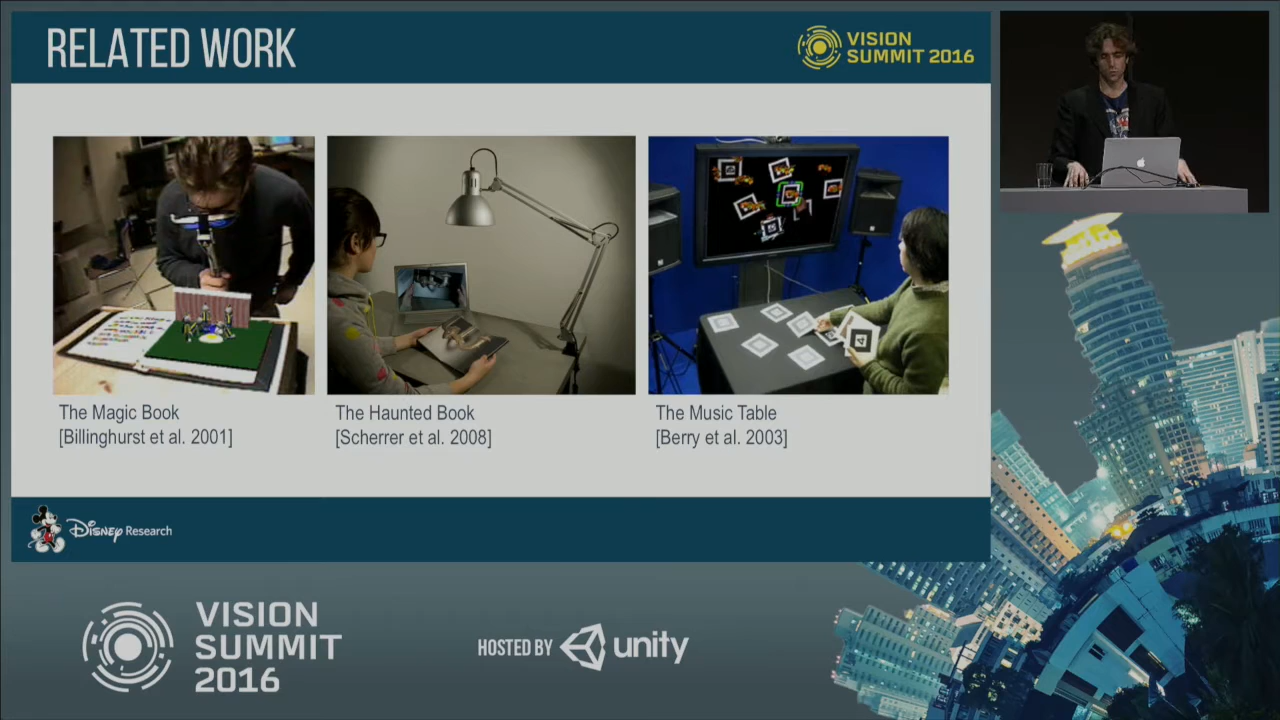 RELATED WORK
VISION
SUMMIT 2016
The Magic Book
[Billinghurst et al. 2001]
The Haunted Book
[Scherrer et al. 2008]
The Music Table
[Berry et al. 2003]
Disney Research
VISION
SUMMIT
2016
HOSTED BY unity